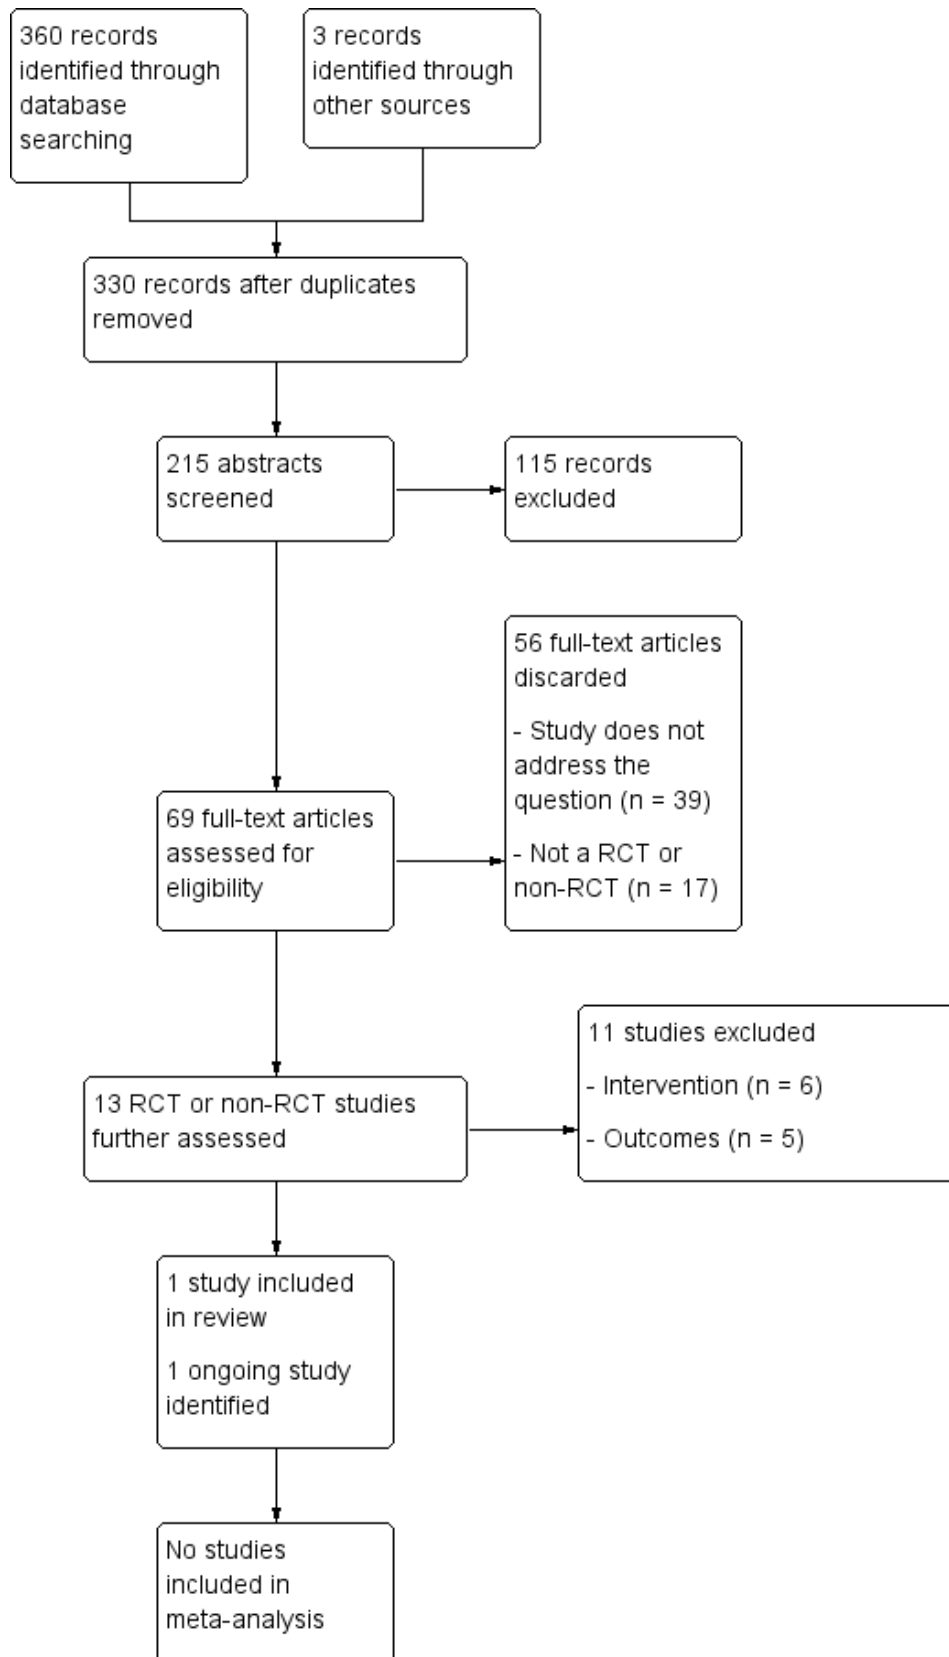 360 records
identified through
database
searching
3 records
identified through
other sources
330 records after duplicates
removed
215 abstracts
screened
115 records
excluded
56 full-text articles
discarded
- Study does not
address the
question (n = 39)
- Not a RCT or
non-RCT (n = 17)
69 full-text articles
assessed for
eligibility
11 studies excluded
- Intervention (n = 6)
- Outcomes (n = 5)
13 RCT or non-RCT studies
further assessed
1 study included
in review
1 ongoing study
identified
No studies
included in
meta-analysis